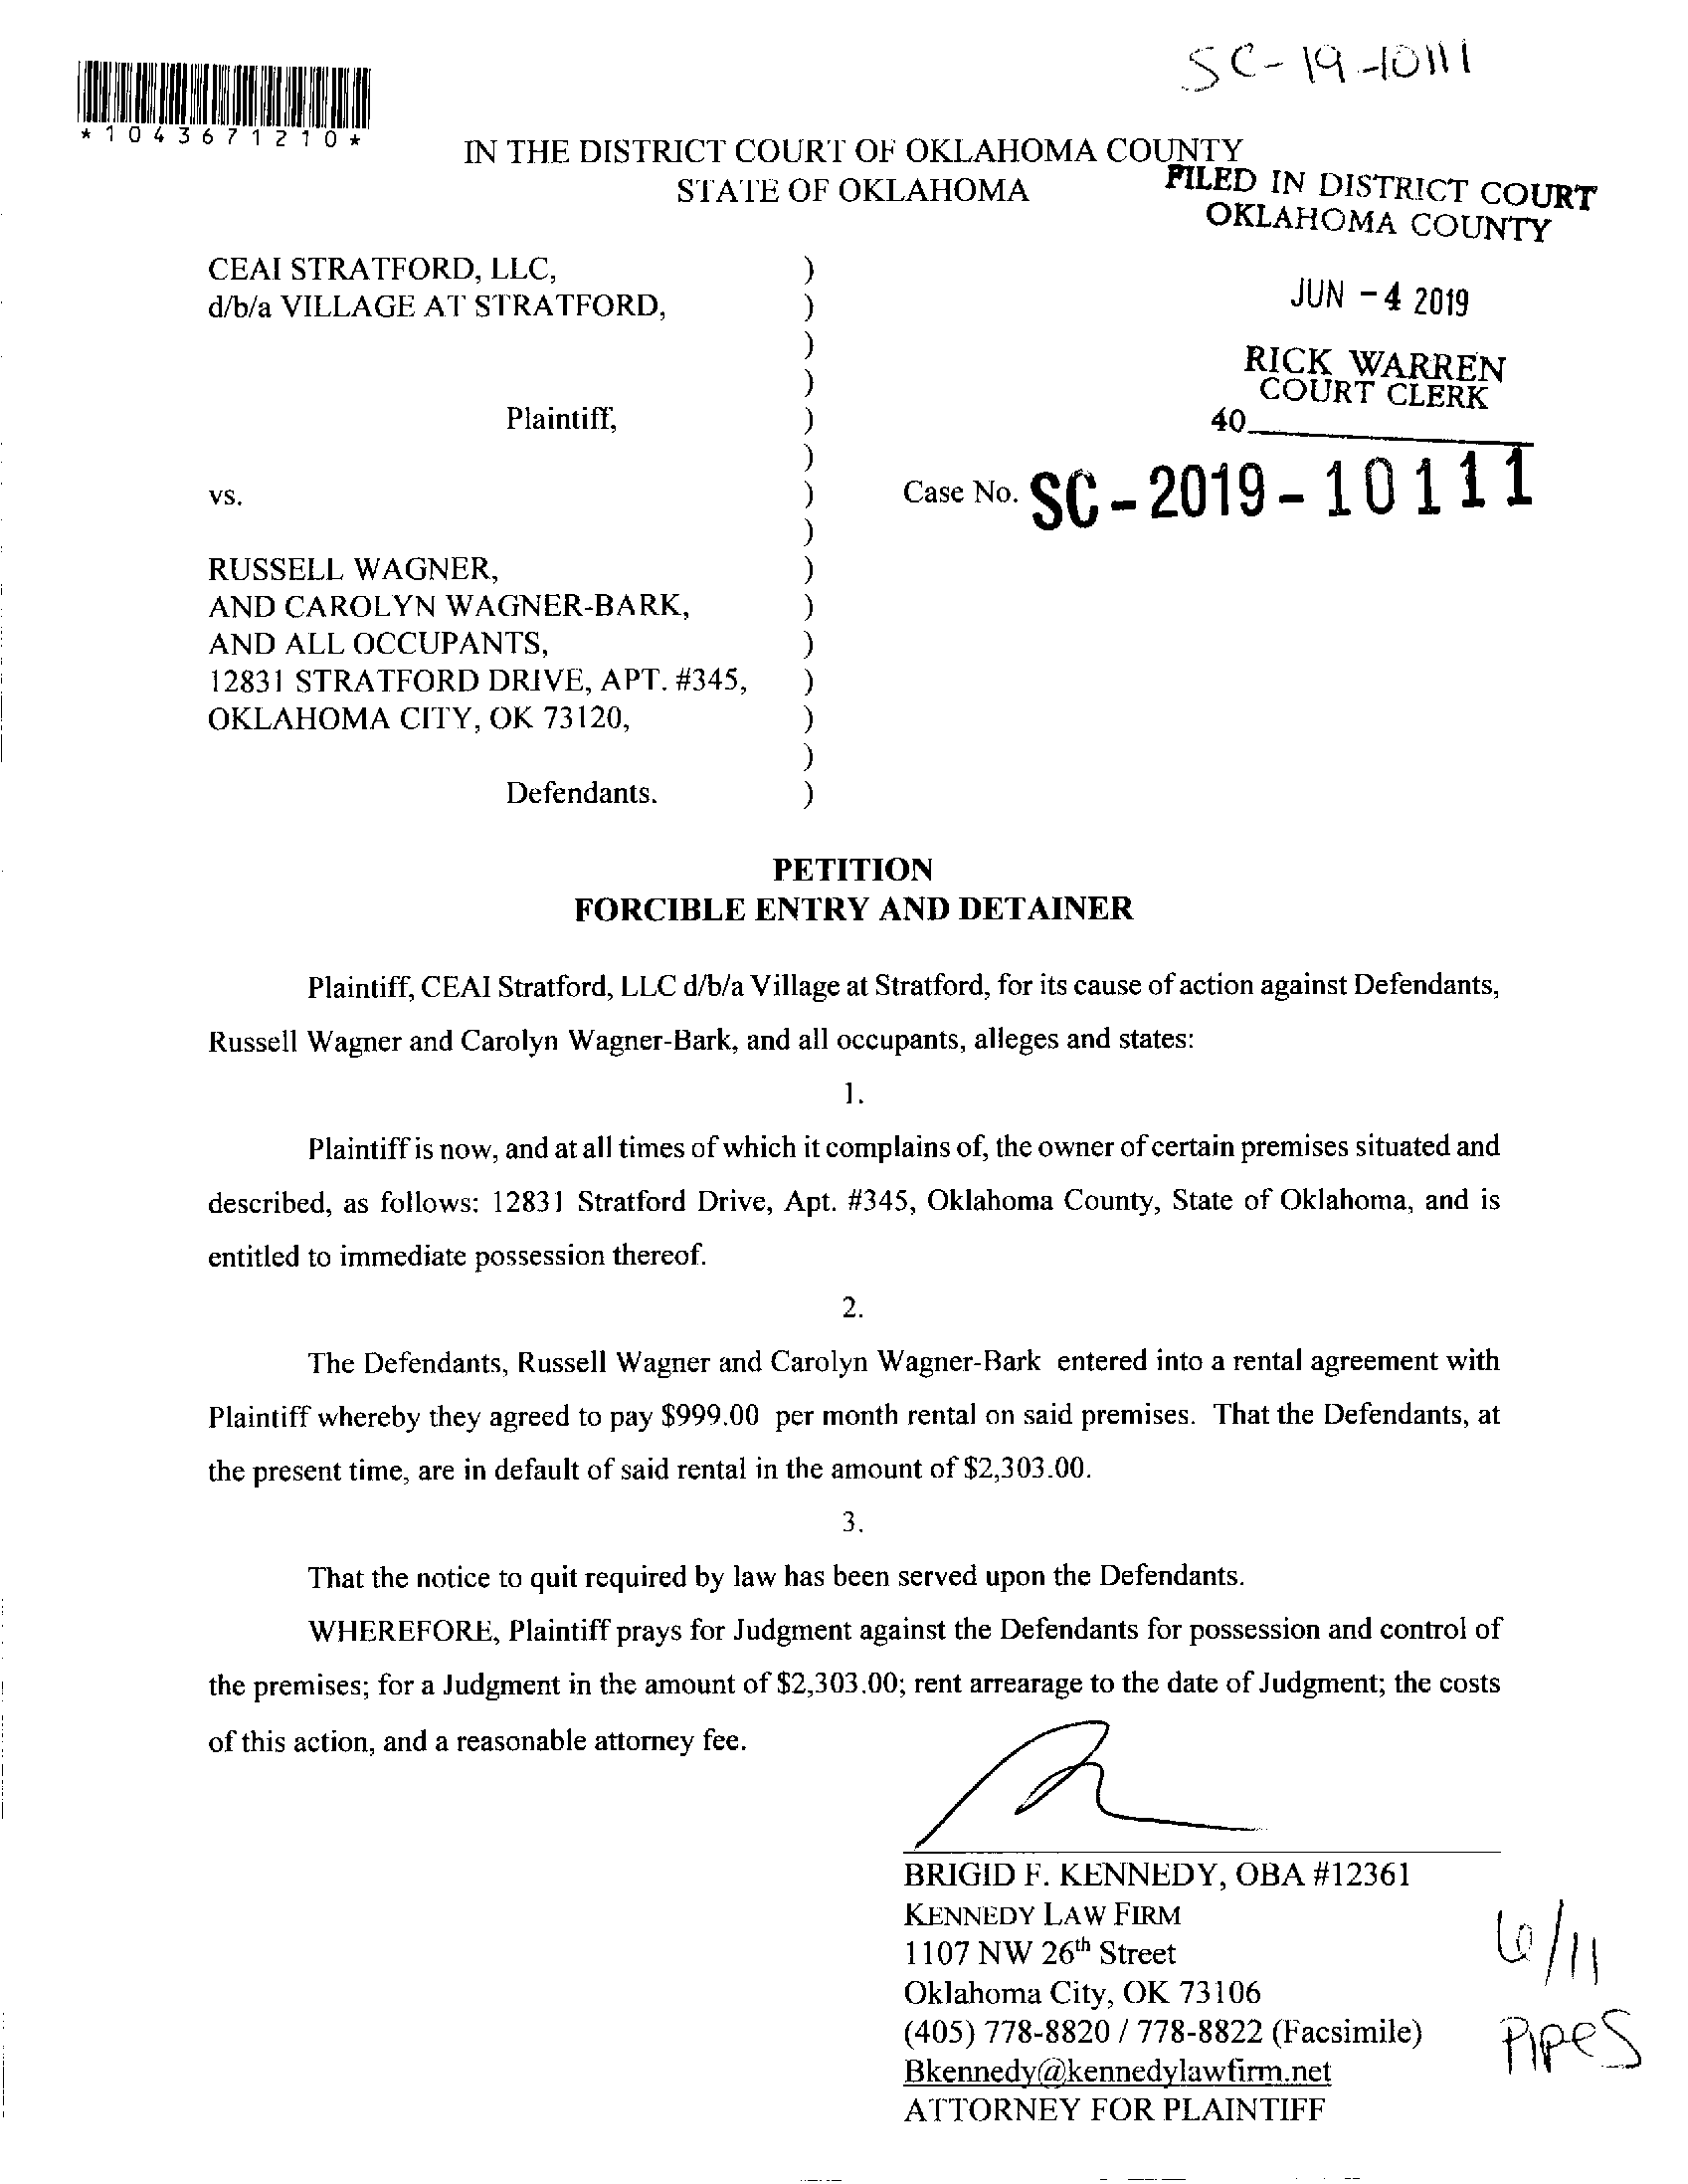 SC-19-10111
*1043671210*
IN THE DISTRICT COURT OF OKLAHOMA COUNTY
STATE OF OKLAHOMA
FILED IN DISTRICT COURT
OKLAHOMA COUNTY
CEAI STRATFORD, LLC, )
d/b/a VILLAGE AT STRATFORD, )
JUN - 4 2019
)
RICK WARREN
COURT CLERK
)
Plaintiff, )
40
)
vs. ) Case No. SC-2019-10111
)
RUSSELL WAGNER, )
AND CAROLYN WAGNER-BARK, )
AND ALL OCCUPANTS, )
12831 STRATFORD DRIVE, APT. #345, )
OKLAHOMA CITY, OK 73120, )
)
Defendants. )
PETITION
FORCIBLE ENTRY AND DETAINER
Plaintiff, CEAI Stratford, LLC d/b/a Village at Stratford, for its cause of action against Defendants,
Russell Wagner and Carolyn Wagner-Bark, and all occupants, alleges and states:
1.
Plaintiff is now, and at all times of which it complains of, the owner of certain premises situated and
described, as follows: 12831 Stratford Drive, Apt. #345, Oklahoma County, State of Oklahoma, and is
entitled to immediate possession thereof.
2.
The Defendants, Russell Wagner and Carolyn Wagner-Bark entered into a rental agreement with
Plaintiff whereby they agreed to pay $999.00 per month rental on said premises. That the Defendants, at
the present time, are in default of said rental in the amount of $2,303.00.
3.
That the notice to quit required by law has been served upon the Defendants.
WHEREFORE, Plaintiff prays for Judgment against the Defendants for possession and control of
the premises; for a Judgment in the amount of $2,303.00; rent arrearage to the date of Judgment; the costs
of this action, and a reasonable attorney fee.
BRIGID F. KENNEDY, OBA #12361
KENNEDY LAW FIRM
1107 NW 26th Street
Oklahoma City, OK 73106
(405) 778-8820 / 778-8822 (Facsimile)
Bkennedy@kennedylawfirm.net
ATTORNEY FOR PLAINTIFF
6/11
Pipes